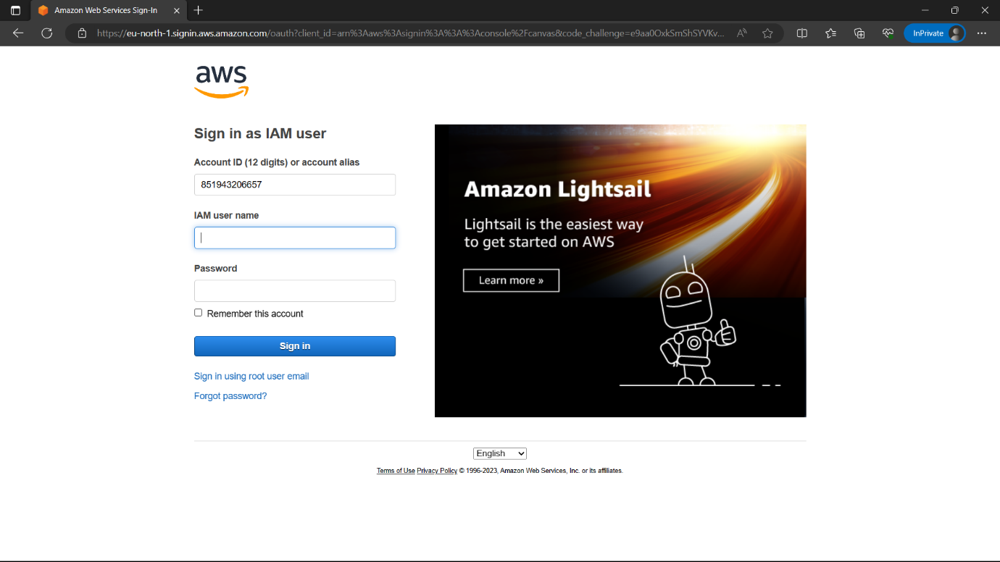 Amazon Web Services Sign-In
https://eu-north-1.signin.aws.amazon.com/oauth?client_id=arn%3Aaws%3Asignin%3A%3A%3Aconsole%2Fcanvas&code_challenge=e9aa0OxkSmShSYVKv...
InPrivate
aws
Sign in as IAM user
Account ID (12 digits) or account alias
851943206657
IAM user name
Password
Remember this account
Sign in
Sign in using root user email
Forgot password?
Amazon Lightsail
Lightsail is the easiest way
to get started on AWS
Learn more »
English
Terms of Use Privacy Policy © 1996-2023, Amazon Web Services, Inc. or its affiliates.